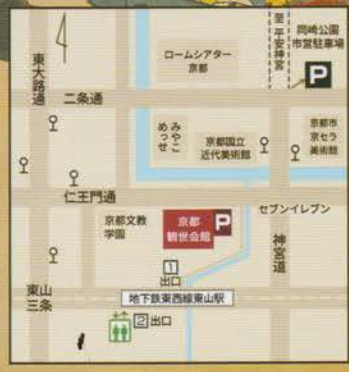 至 平安神宮
岡崎公園
市営駐車場
P
東大路通
ロームシアター
京都
二条通
みやこ
めっせ
京都国立
近代美術館
京都市
京セラ
美術館
仁王門通
セブンイレブン
京都文教
学園
京都
観世会館
P
神宮道
1
出口
東山
三条
地下鉄東西線東山駅
2 出口